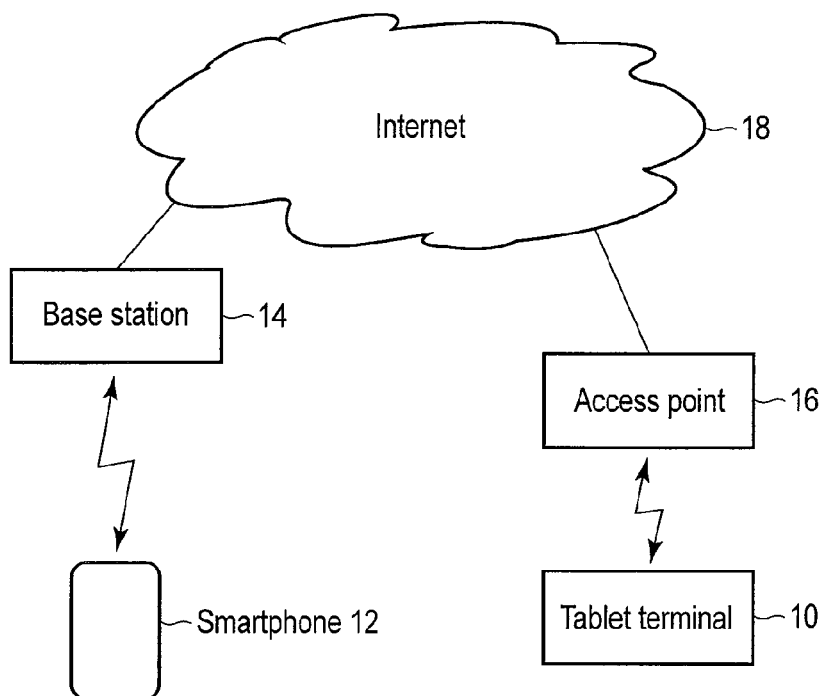 Internet
18
Base station
14
Access point
16
Smartphone 12
Tablet terminal
10